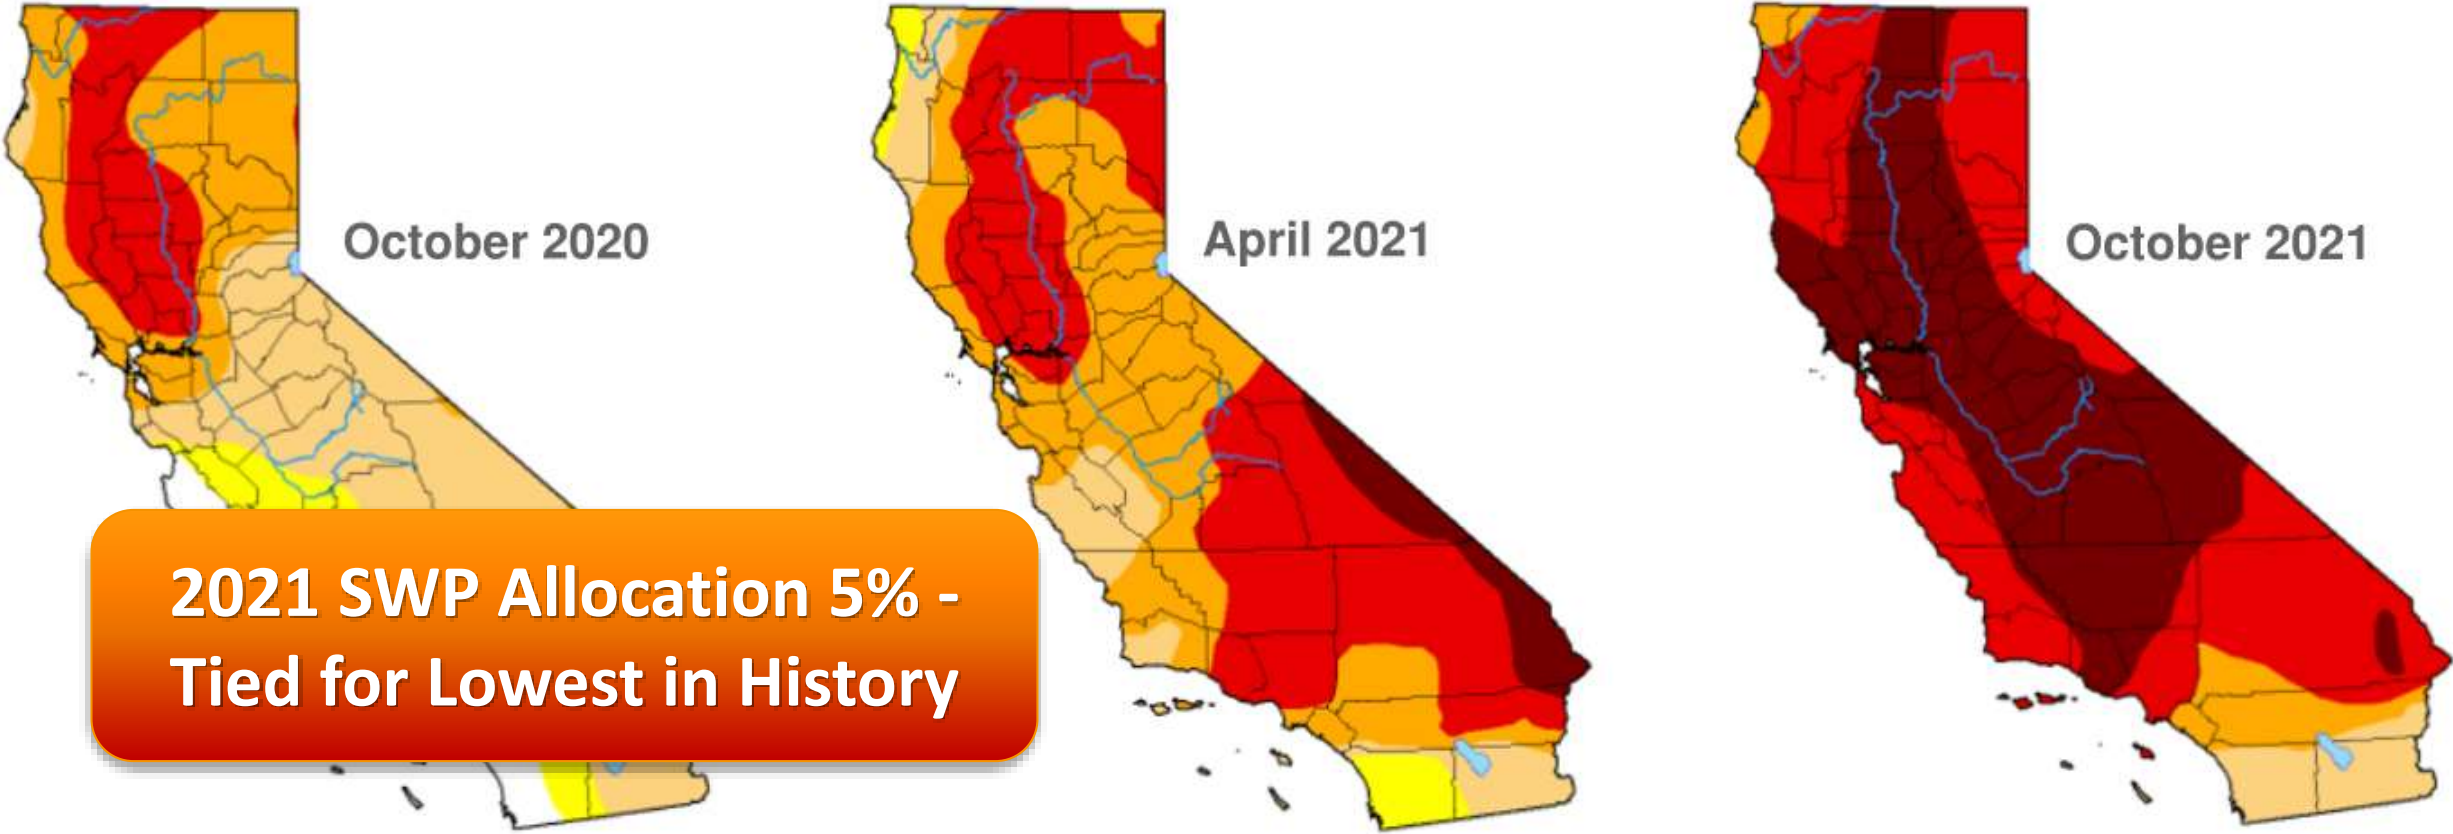 October 2020
April 2021
October 2021
2021 SWP Allocation 5% -
Tied for Lowest in History